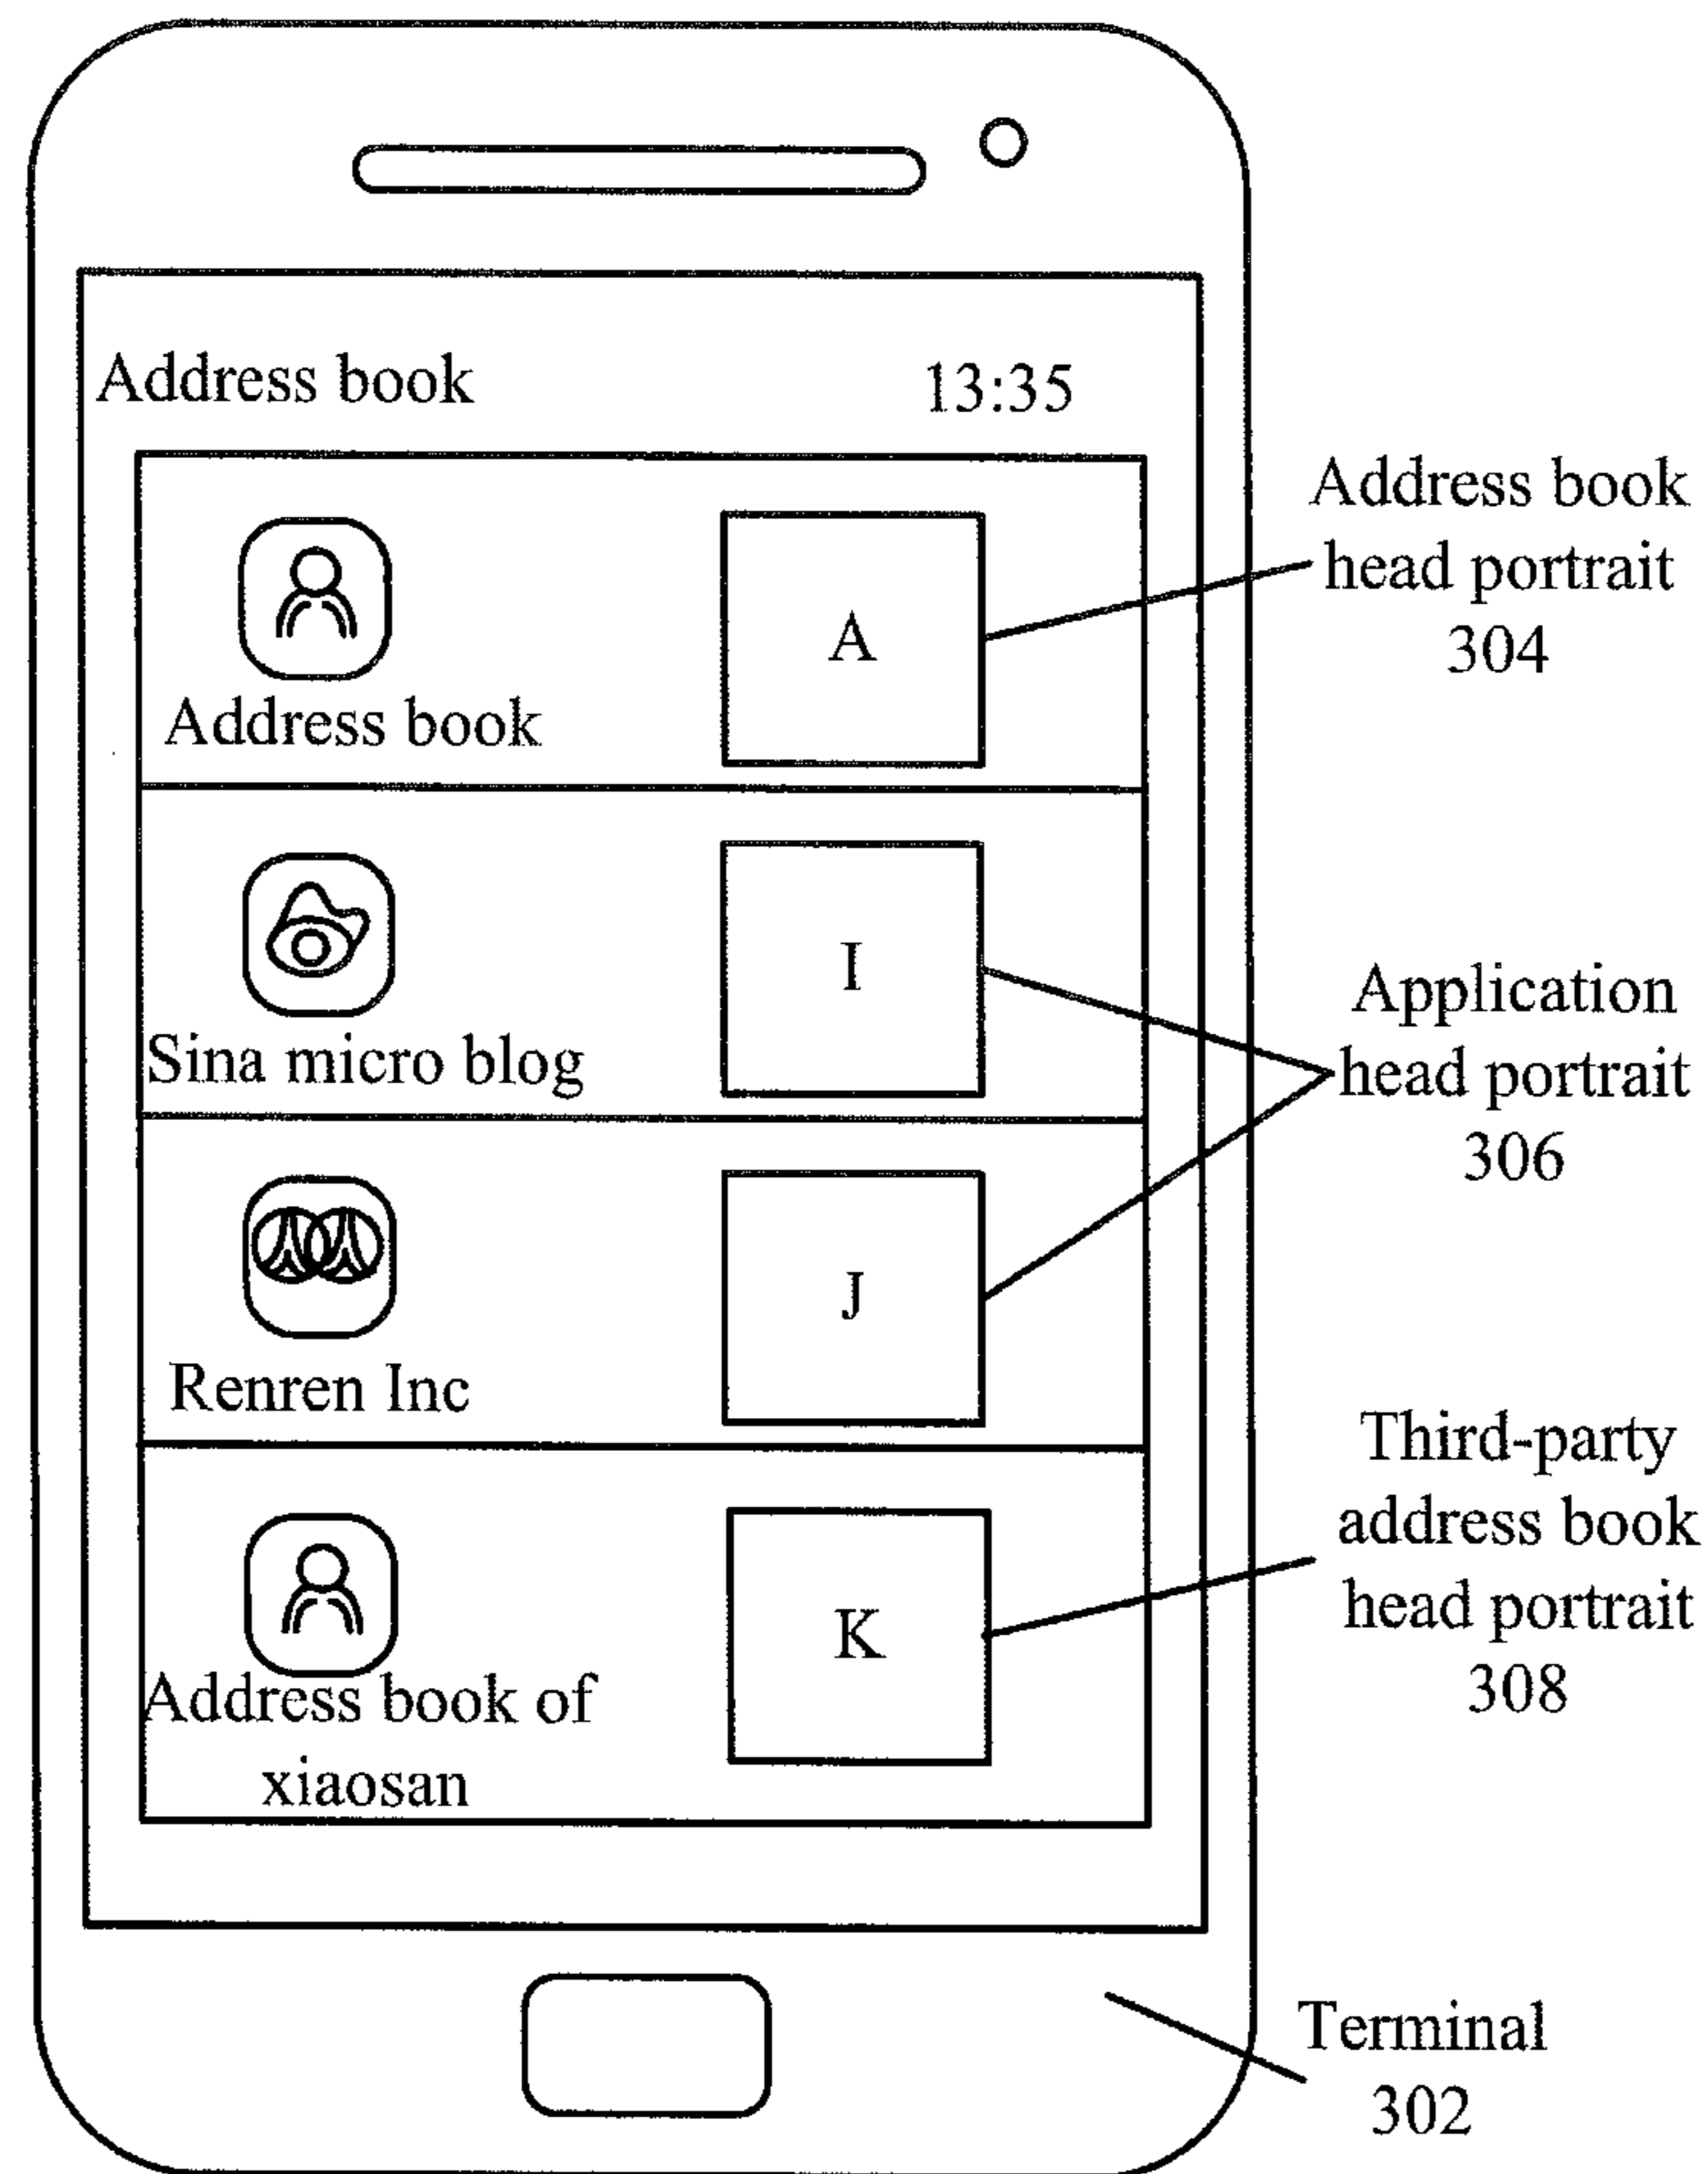 Address book 13:35
A
Address book
Address book
head portrait
304
I
Sina micro blog
Application
head portrait
306
J
Renren Inc
K
Address book of
xiaosan
Third-party
address book
head portrait
308
Terminal
302